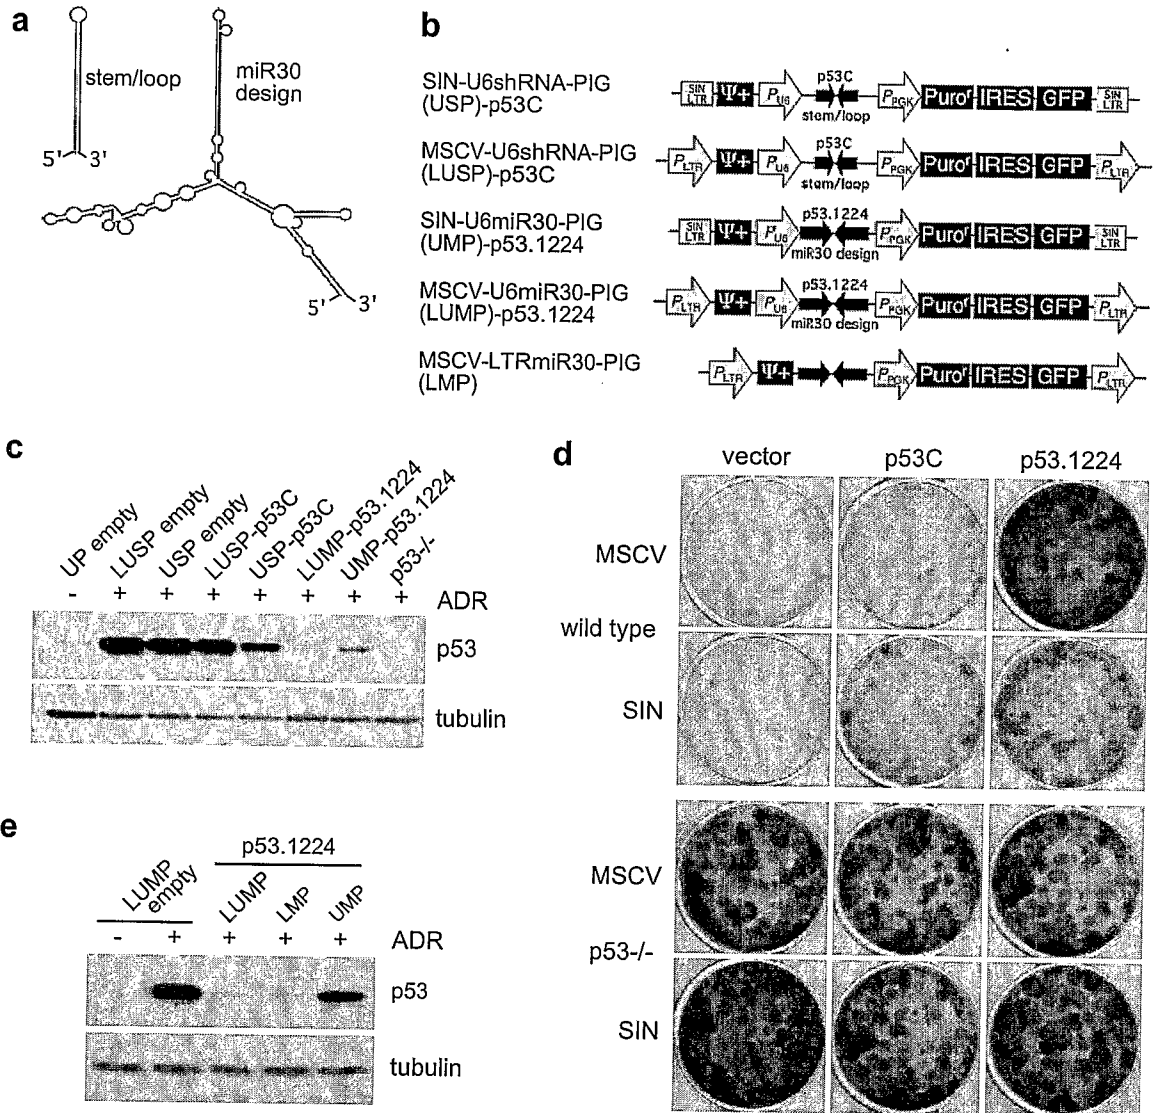 a
stem/loop
miR30
design
5' 3'
5' 3'
b
SIN-U6shRNA-PIG
(USP)-p53C
SIN LTR Ψ+ PU6 p53C stem/loop PPGK Puror IRES GFP SIN LTR
MSCV-U6shRNA-PIG
(LUSP)-p53C
PLTR Ψ+ PU6 p53C stem/loop PPGK Puror IRES GFP PLTR
SIN-U6miR30-PIG
(UMP)-p53.1224
SIN LTR Ψ+ PU6 p53.1224 miR30 design PPGK Puror IRES GFP SIN LTR
MSCV-U6miR30-PIG
(LUMP)-p53.1224
PLTR Ψ+ PU6 p53.1224 miR30 design PPGK Puror IRES GFP PLTR
MSCV-LTRmiR30-PIG
(LMP)
PLTR Ψ+ PPGK Puror IRES GFP PLTR
c
UP empty
LUSP empty
USP empty
LUSP-p53C
USP-p53C
LUMP-p53.1224
UMP-p53.1224
p53-/-
- + + + + + + + ADR
p53
tubulin
d
vector p53C p53.1224
MSCV
wild type
SIN
MSCV
p53-/-
SIN
e
p53.1224
LUMP
empty
LUMP
LMP
UMP
- + + + + ADR
p53
tubulin